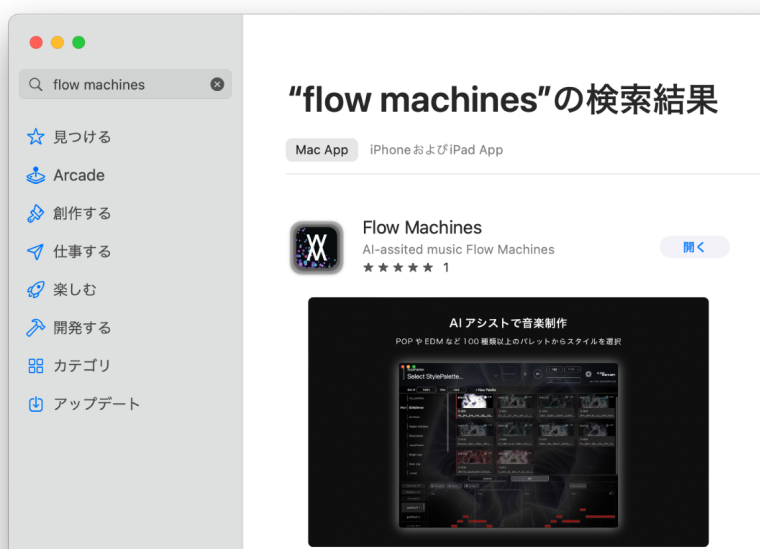 flow machines
見つける
Arcade
創作する
仕事する
楽しむ
開発する
カテゴリ
アップデート
“flow machines”の検索結果
Mac App
iPhoneおよびiPad App
Flow Machines
AI-assited music Flow Machines
1
開く
AI アシストで音楽制作
POP や EDM など 100 種類以上のパレットからスタイルを選択
Select StylePalette...